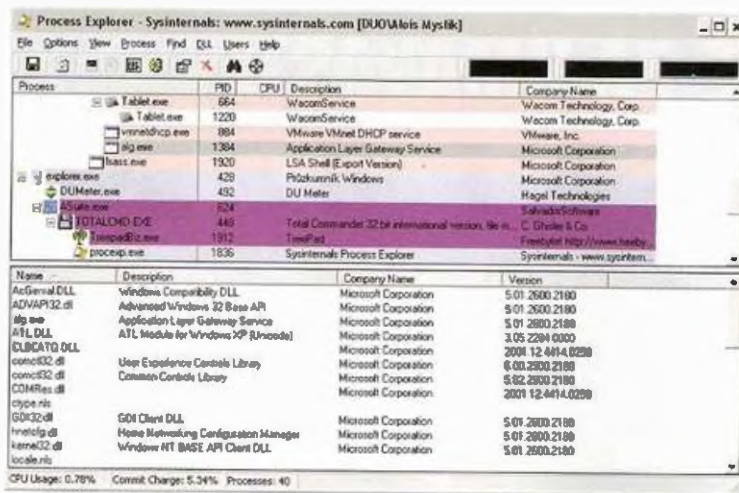 Process Explorer - Sysinternals: www.sysinternals.com [DUO\Alois Myslik]
File Options View Process Find DLL Users Help
Process PID CPU Description Company Name
Tablet.exe 664 WacomService Wacom Technology, Corp.
Tablet.exe 1220 WacomService Wacom Technology, Corp.
vmnetdhcp.exe 884 VMware VMnet DHCP service VMware, Inc.
alg.exe 1384 Application Layer Gateway Service Microsoft Corporation
lsass.exe 1920 LSA Shell (Export Version) Microsoft Corporation
explorer.exe 428 Průzkumník Windows Microsoft Corporation
DUMeter.exe 492 DU Meter Hagel Technologies
ASuite.exe 624 SalvadorSoftware
TOTALCMD.EXE 448 Total Commander 32 bit international version, file m... C. Ghisler & Co.
TreepadBiz.exe 1912 TreePad Freebyte! http://www.freeby...
procexp.exe 1836 Sysinternals Process Explorer Sysinternals - www.sysintern...
Name Description Company Name Version
AcGenral.DLL Windows Compatibility DLL Microsoft Corporation 5.01.2600.2180
ADVAPI32.dll Advanced Windows 32 Base API Microsoft Corporation 5.01.2600.2180
alg.exe Application Layer Gateway Service Microsoft Corporation 5.01.2600.2180
ATL.DLL ATL Module for Windows XP (Unicode) Microsoft Corporation 3.05.2284.0000
CLBCATQ.DLL Microsoft Corporation 2001.12.4414.0258
comctl32.dll User Experience Controls Library Microsoft Corporation 6.00.2900.2180
comctl32.dll Common Controls Library Microsoft Corporation 5.82.2900.2180
COMRes.dll Microsoft Corporation 2001.12.4414.0258
ctype.nls
GDI32.dll GDI Client DLL Microsoft Corporation 5.01.2600.2180
hnetcfg.dll Home Networking Configuration Manager Microsoft Corporation 5.01.2600.2180
kernel32.dll Windows NT BASE API Client DLL Microsoft Corporation 5.01.2600.2180
locale.nls
CPU Usage: 0.78% Commit Charge: 5.34% Processes: 40